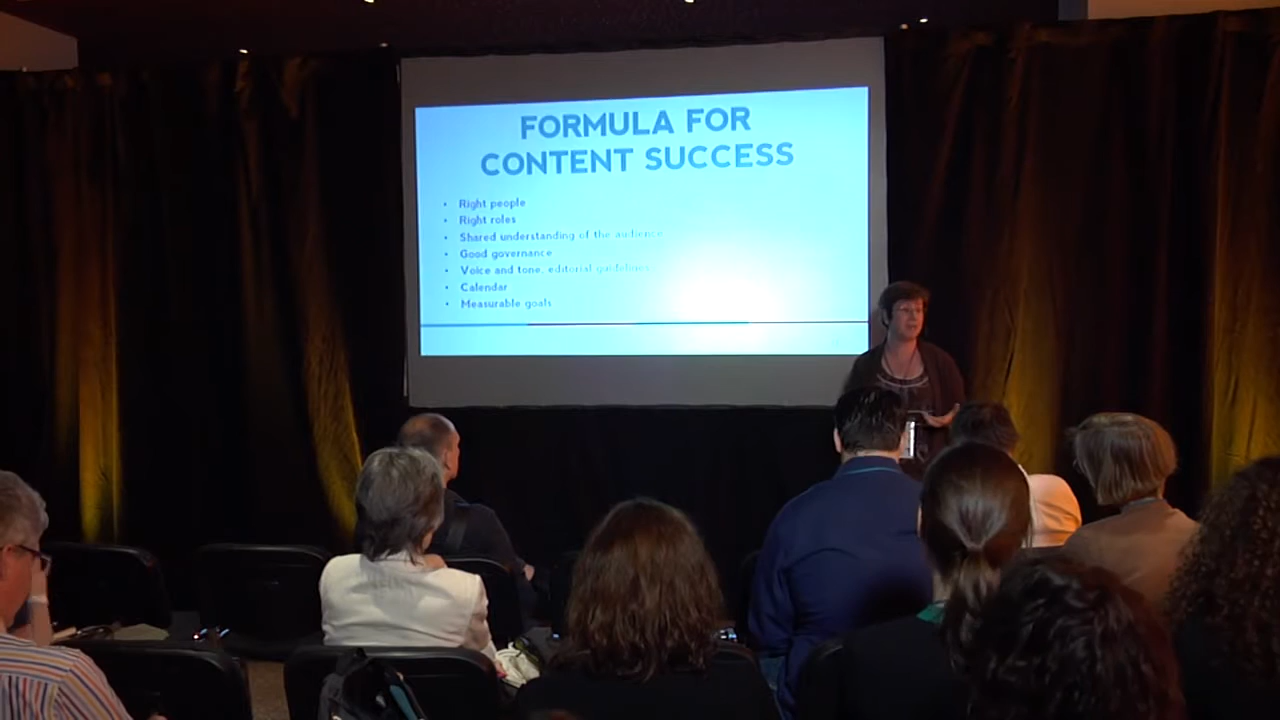 FORMULA FOR
CONTENT SUCCESS
• Right people
• Right roles
• Shared understanding of the audience
• Good governance
• Voice and tone, editorial guidelines
• Calendar
• Measurable goals